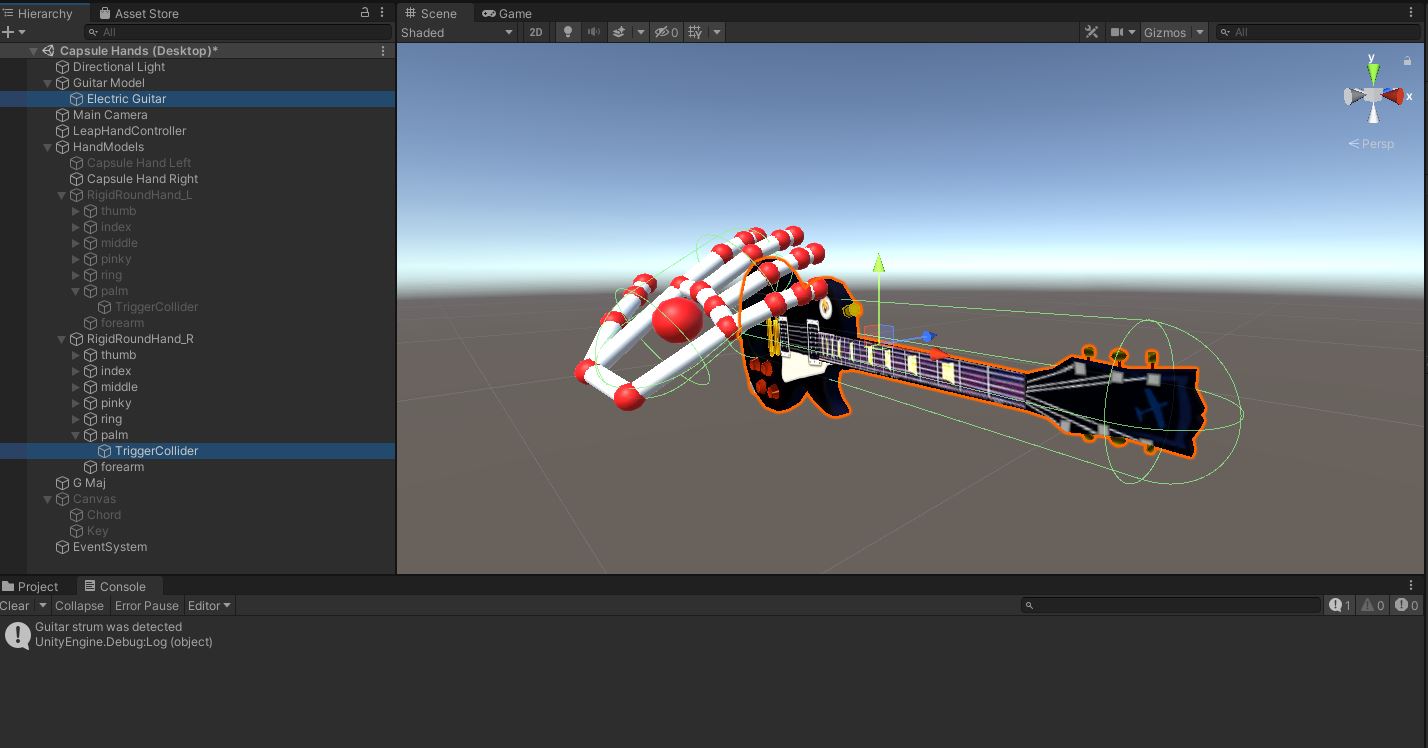 Hierarchy
Asset Store
All
Capsule Hands (Desktop)*
Directional Light
Guitar Model
Electric Guitar
Main Camera
LeapHandController
HandModels
Capsule Hand Left
Capsule Hand Right
RigidRoundHand_L
thumb
index
middle
pinky
ring
palm
TriggerCollider
forearm
RigidRoundHand_R
thumb
index
middle
pinky
ring
palm
TriggerCollider
forearm
G Maj
Canvas
Chord
Key
EventSystem
Scene
Game
Shaded
2D
0
Gizmos
All
y
x
Persp
Project
Console
Clear
Collapse
Error Pause
Editor
1
0
0
Guitar strum was detected
UnityEngine.Debug:Log (object)